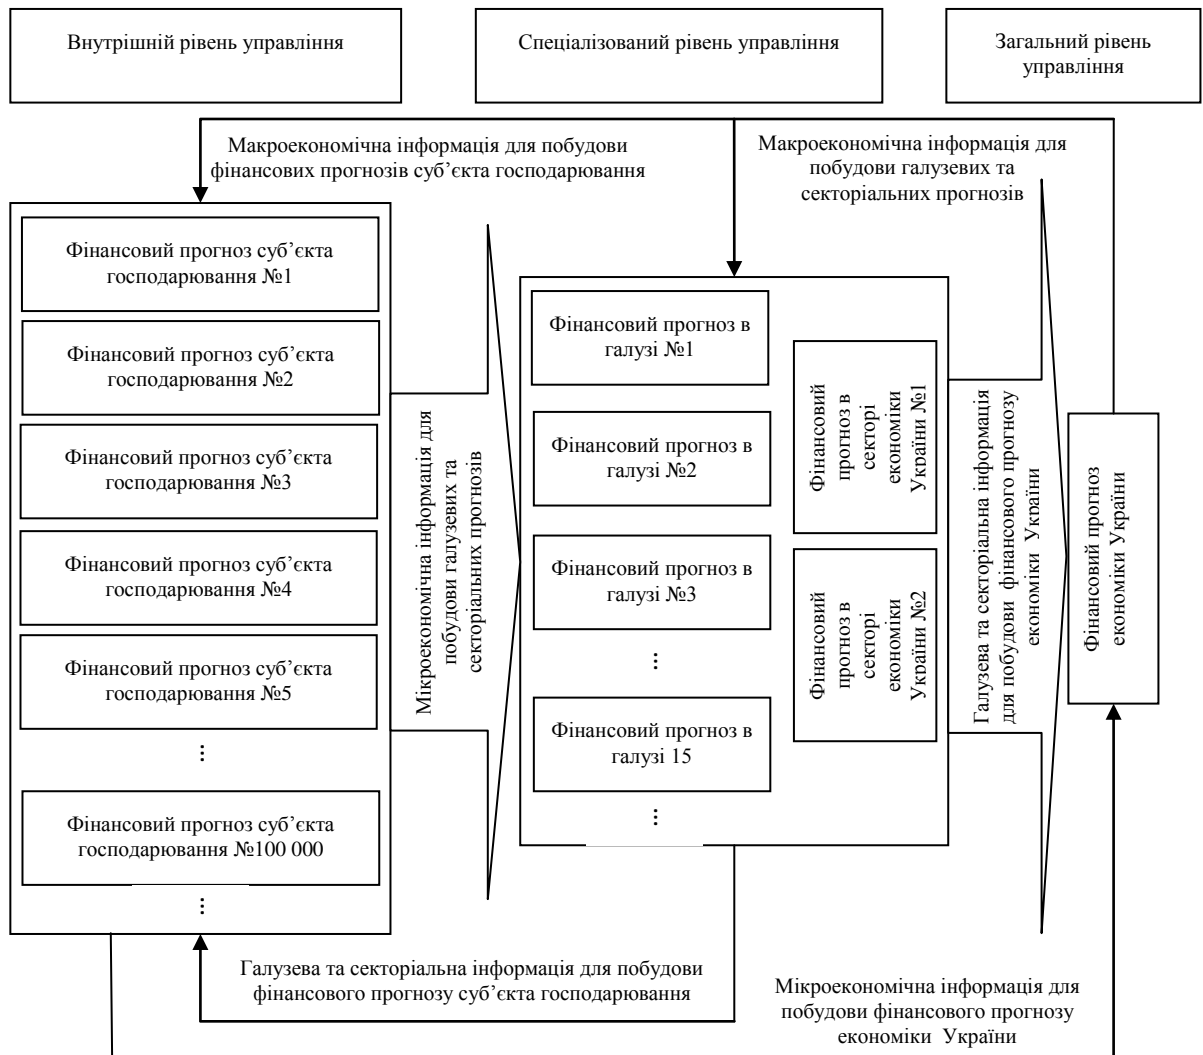 Внутрішній рівень управління
Спеціалізований рівень управління
Загальний рівень
управління
Макроекономічна інформація для побудови
фінансових прогнозів суб’єкта господарювання
Макроекономічна інформація для
побудови галузевих та
секторіальних прогнозів
Фінансовий прогноз суб’єкта
господарювання №1
Фінансовий прогноз суб’єкта
господарювання №2
Фінансовий прогноз суб’єкта
господарювання №3
Фінансовий прогноз суб’єкта
господарювання №4
Фінансовий прогноз суб’єкта
господарювання №5
...
Фінансовий прогноз суб’єкта
господарювання №100 000
...
Мікроекономічна інформація для
побудови галузевих та
секторіальних прогнозів
Фінансовий прогноз в
галузі №1
Фінансовий прогноз в
галузі №2
Фінансовий прогноз в
галузі №3
...
Фінансовий прогноз в
галузі 15
...
Фінансовий
прогноз в
секторі
економіки
України №1
Фінансовий
прогноз в
секторі
економіки
України №2
Галузева та секторіальна інформація
для побудови фінансового прогнозу
економіки України
Фінансовий прогноз
економіки України
Галузева та секторіальна інформація для побудови
фінансового прогнозу суб’єкта господарювання
Мікроекономічна інформація для
побудови фінансового прогнозу
економіки України